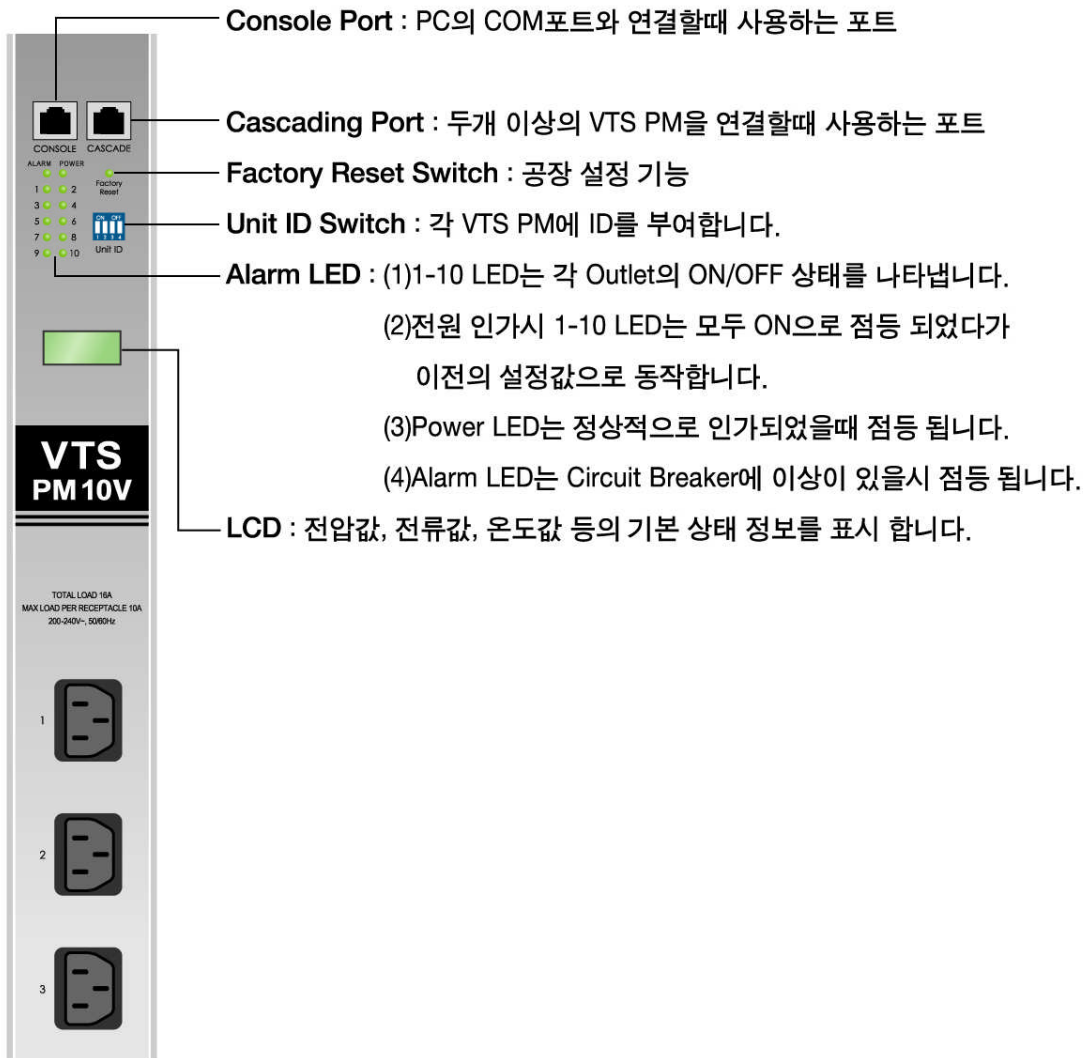 Console Port : PC의 COM포트와 연결할때 사용하는 포트
Cascading Port : 두개 이상의 VTS PM을 연결할때 사용하는 포트
Factory Reset Switch : 공장 설정 기능
Unit ID Switch : 각 VTS PM에 ID를 부여합니다.
Alarm LED : (1)1-10 LED는 각 Outlet의 ON/OFF 상태를 나타냅니다.
(2)전원 인가시 1-10 LED는 모두 ON으로 점등 되었다가
이전의 설정값으로 동작합니다.
(3)Power LED는 정상적으로 인가되었을때 점등 됩니다.
(4)Alarm LED는 Circuit Breaker에 이상이 있을시 점등 됩니다.
LCD : 전압값, 전류값, 온도값 등의 기본 상태 정보를 표시 합니다.
CONSOLE CASCADE
ALARM POWER
Factory
Reset
1 2
3 4
5 6
7 8
9 10
ON OFF
1 2 3 4
Unit ID
VTS
PM 10V
TOTAL LOAD 16A
MAX LOAD PER RECEPTACLE 10A
200-240V~, 50/60Hz
1
2
3